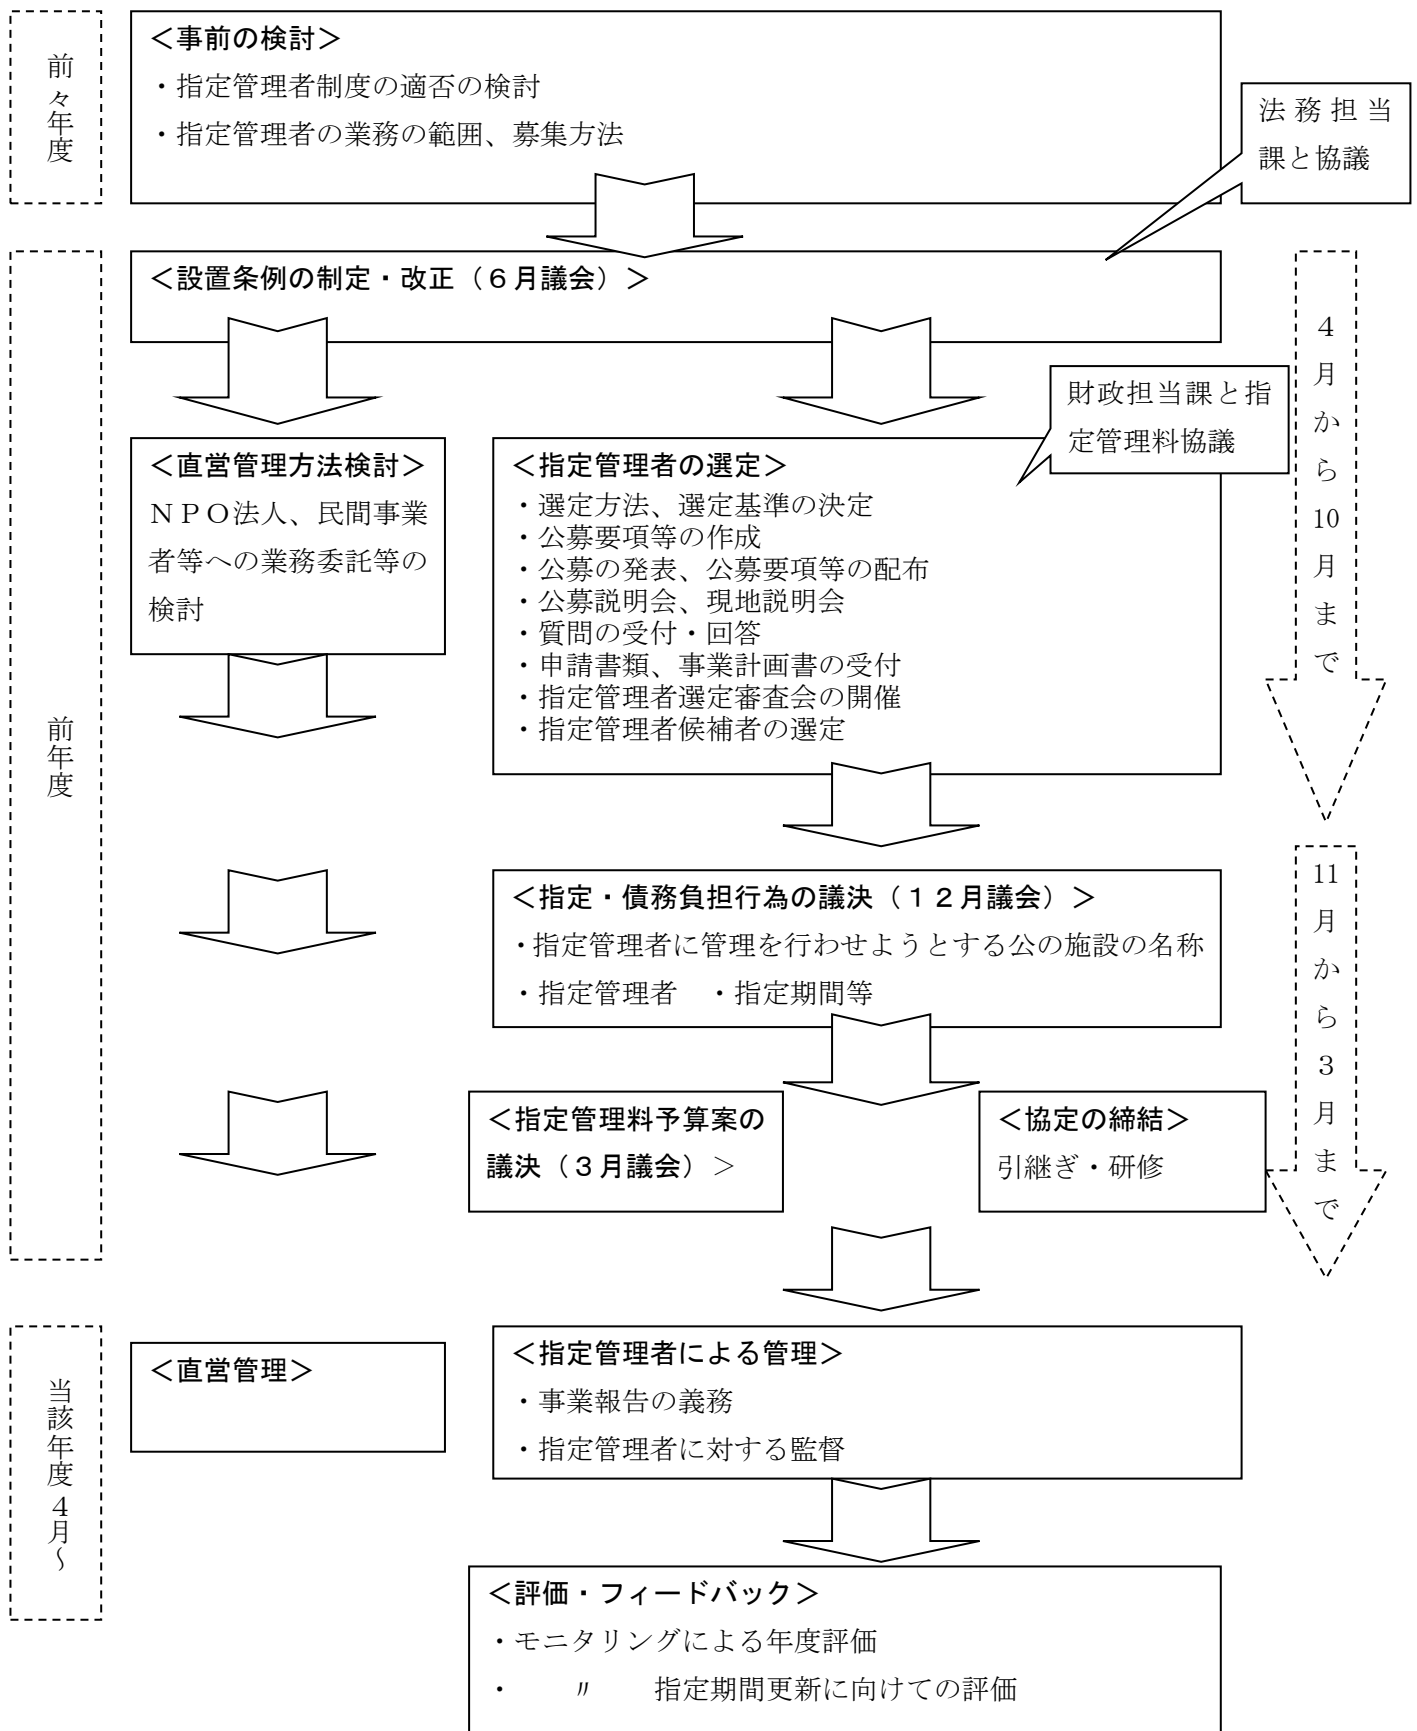 前々年度
＜事前の検討＞
・指定管理者制度の適否の検討
・指定管理者の業務の範囲、募集方法
法務担当
課と協議
前年度
＜設置条例の制定・改正（６月議会）＞
4月から10月まで
財政担当課と指
定管理料協議
＜直営管理方法検討＞
ＮＰＯ法人、民間事業
者等への業務委託等の
検討
＜指定管理者の選定＞
・選定方法、選定基準の決定
・公募要項等の作成
・公募の発表、公募要項等の配布
・公募説明会、現地説明会
・質問の受付・回答
・申請書類、事業計画書の受付
・指定管理者選定審査会の開催
・指定管理者候補者の選定
11月から3月まで
＜指定・債務負担行為の議決（１２月議会）＞
・指定管理者に管理を行わせようとする公の施設の名称
・指定管理者　・指定期間等
＜指定管理料予算案の
議決（３月議会）＞
＜協定の締結＞
引継ぎ・研修
当該年度4月～
＜直営管理＞
＜指定管理者による管理＞
・事業報告の義務
・指定管理者に対する監督
＜評価・フィードバック＞
・モニタリングによる年度評価
・　　〃　　指定期間更新に向けての評価